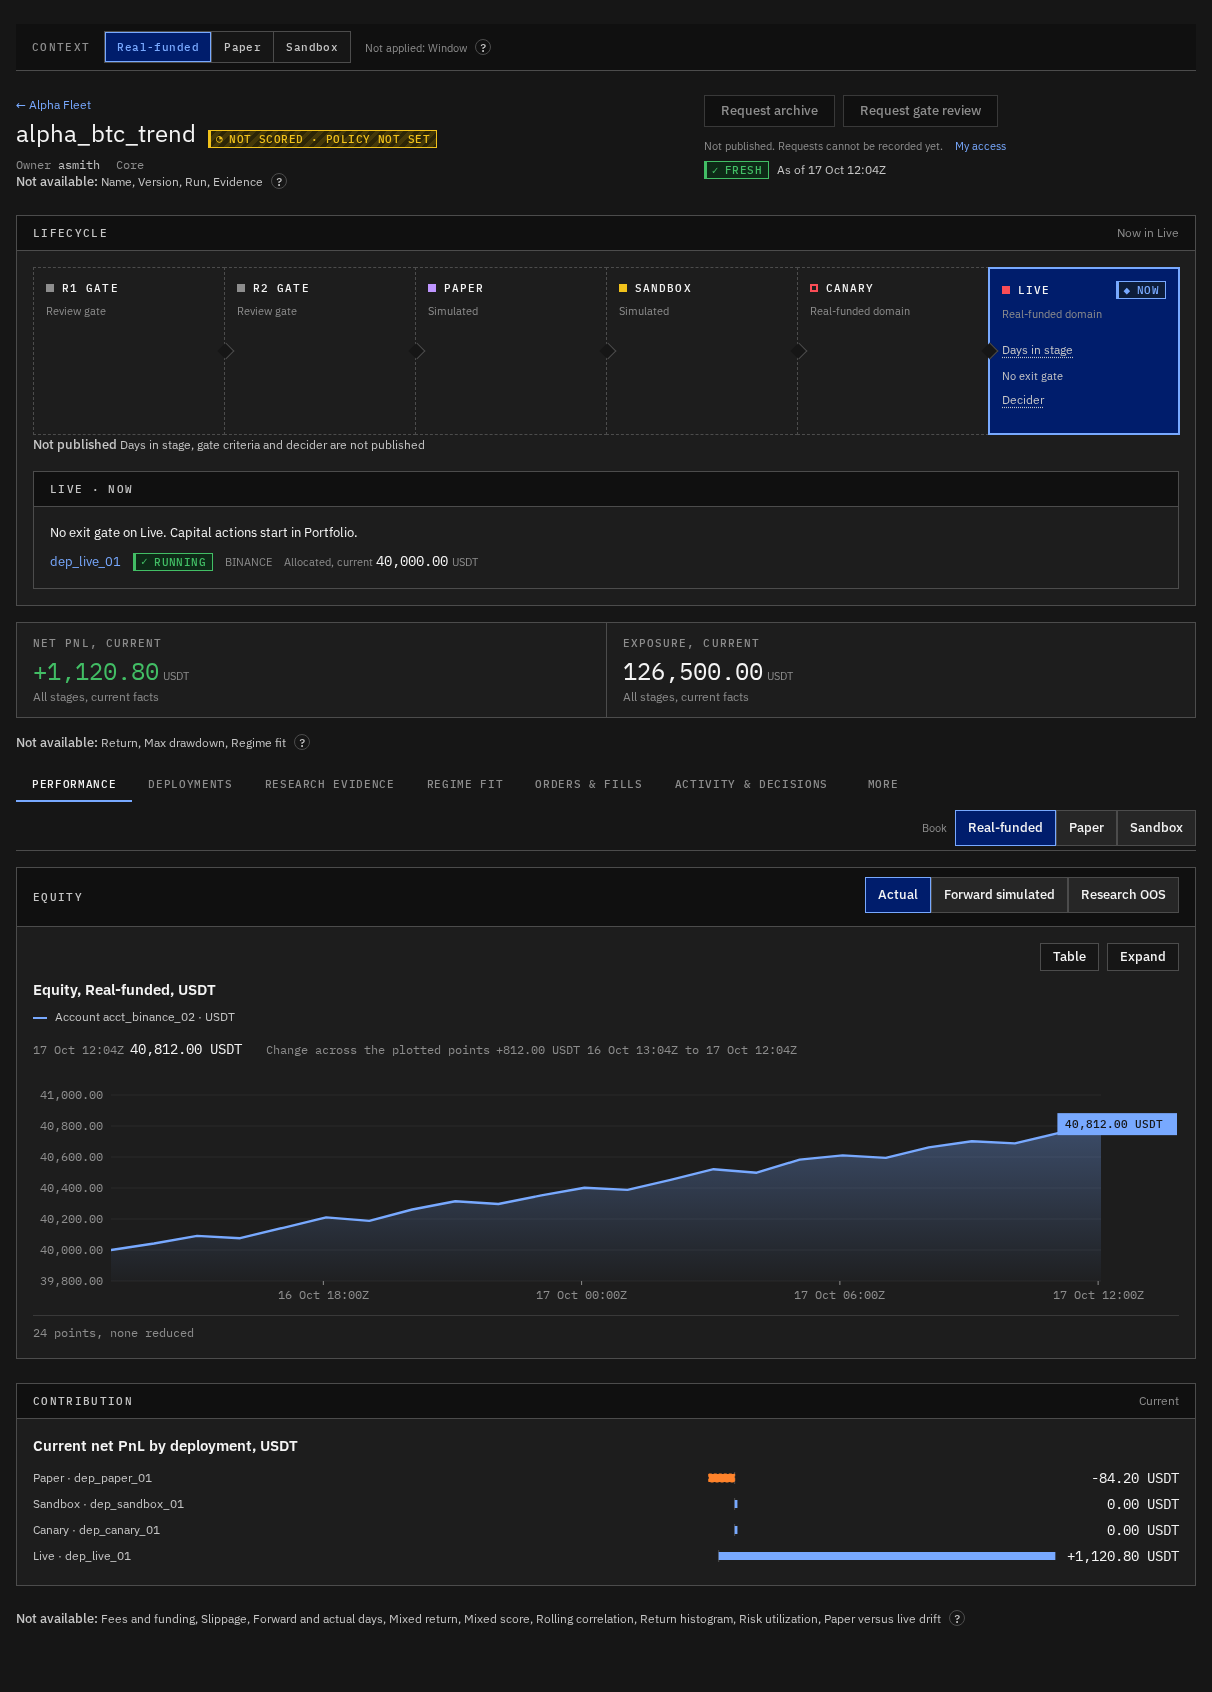 CONTEXT Real-funded Paper Sandbox Not applied: Window ?
← Alpha Fleet
alpha_btc_trend NOT SCORED · POLICY NOT SET
Owner asmith Core
Not available: Name, Version, Run, Evidence ?
Request archive Request gate review
Not published. Requests cannot be recorded yet. My access
✓ FRESH As of 17 Oct 12:04Z
LIFECYCLE Now in Live
R1 GATE
Review gate
R2 GATE
Review gate
PAPER
Simulated
SANDBOX
Simulated
CANARY
Real-funded domain
LIVE ◆ NOW
Real-funded domain
Days in stage
No exit gate
Decider
Not published Days in stage, gate criteria and decider are not published
LIVE · NOW
No exit gate on Live. Capital actions start in Portfolio.
dep_live_01 ✓ RUNNING BINANCE Allocated, current 40,000.00 USDT
NET PNL, CURRENT
+1,120.80 USDT
All stages, current facts
EXPOSURE, CURRENT
126,500.00 USDT
All stages, current facts
Not available: Return, Max drawdown, Regime fit ?
PERFORMANCE DEPLOYMENTS RESEARCH EVIDENCE REGIME FIT ORDERS & FILLS ACTIVITY & DECISIONS MORE
Book Real-funded Paper Sandbox
EQUITY Actual Forward simulated Research OOS
Table Expand
Equity, Real-funded, USDT
Account acct_binance_02 · USDT
17 Oct 12:04Z 40,812.00 USDT Change across the plotted points +812.00 USDT 16 Oct 13:04Z to 17 Oct 12:04Z
41,000.00
40,800.00
40,600.00
40,400.00
40,200.00
40,000.00
39,800.00
40,812.00 USDT
16 Oct 18:00Z 17 Oct 00:00Z 17 Oct 06:00Z 17 Oct 12:00Z
24 points, none reduced
CONTRIBUTION Current
Current net PnL by deployment, USDT
Paper · dep_paper_01 -84.20 USDT
Sandbox · dep_sandbox_01 0.00 USDT
Canary · dep_canary_01 0.00 USDT
Live · dep_live_01 +1,120.80 USDT
Not available: Fees and funding, Slippage, Forward and actual days, Mixed return, Mixed score, Rolling correlation, Return histogram, Risk utilization, Paper versus live drift ?